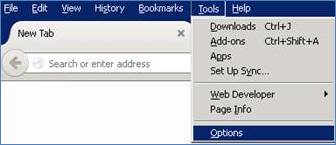 File Edit View History Bookmarks Tools Help
New Tab
Search or enter address
Downloads Ctrl+J
Add-ons Ctrl+Shift+A
Apps
Set Up Sync...
Web Developer
Page Info
Options